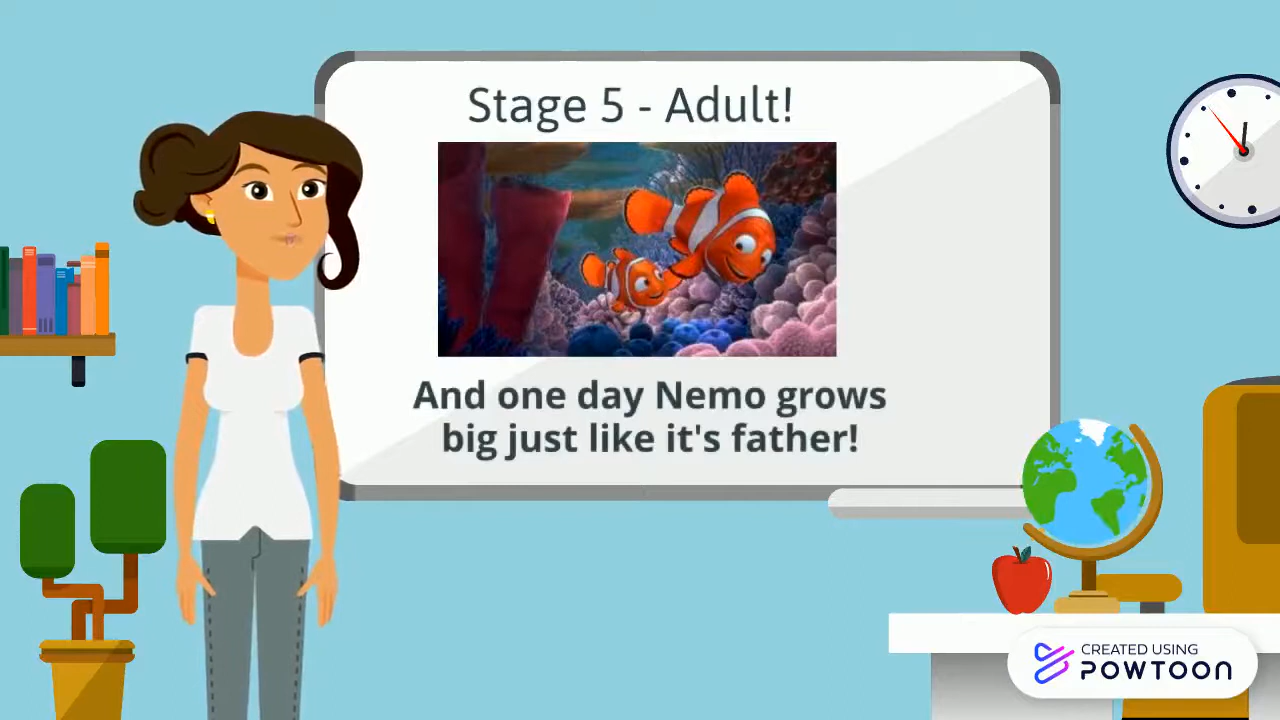 Stage 5 - Adult!
And one day Nemo grows
big just like it's father!
CREATED USING
POWTOON